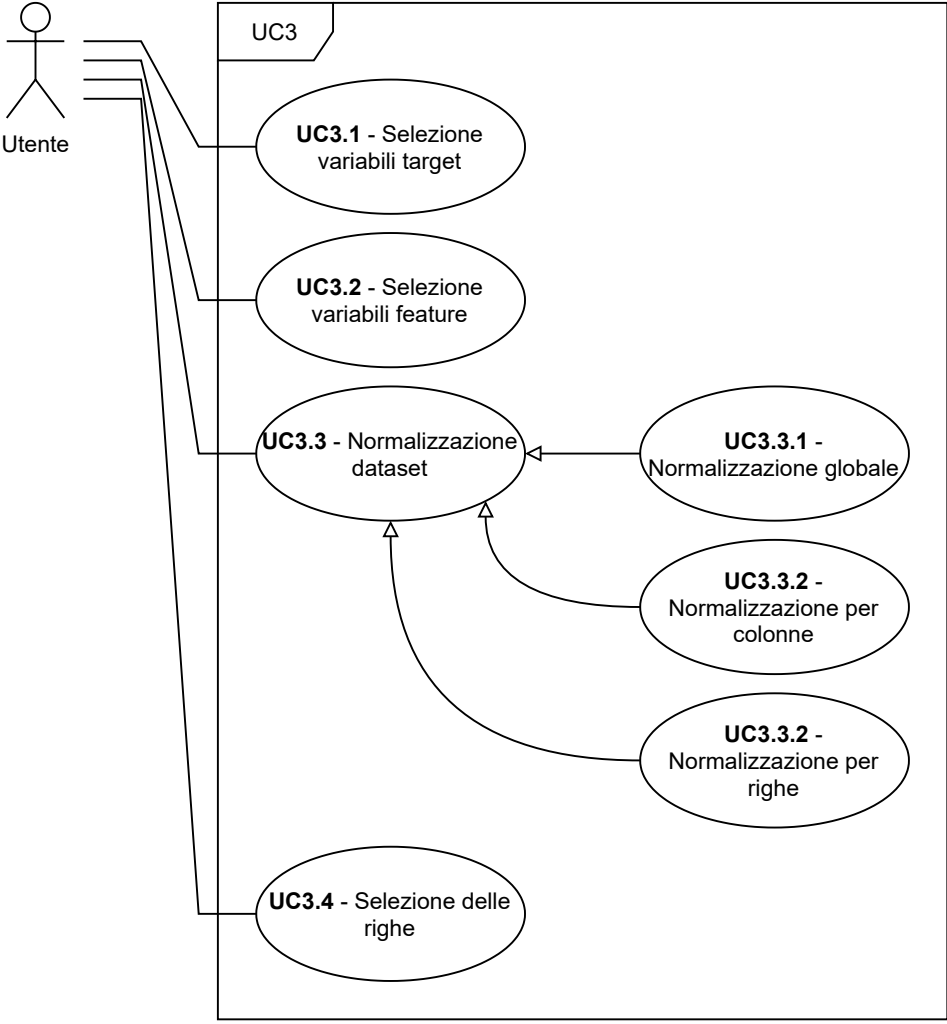 UC3
Utente
UC3.1 - Selezione
variabili target
UC3.2 - Selezione
variabili feature
UC3.3 - Normalizzazione
dataset
UC3.3.1 -
Normalizzazione globale
UC3.3.2 -
Normalizzazione per
colonne
UC3.3.2 -
Normalizzazione per
righe
UC3.4 - Selezione delle
righe